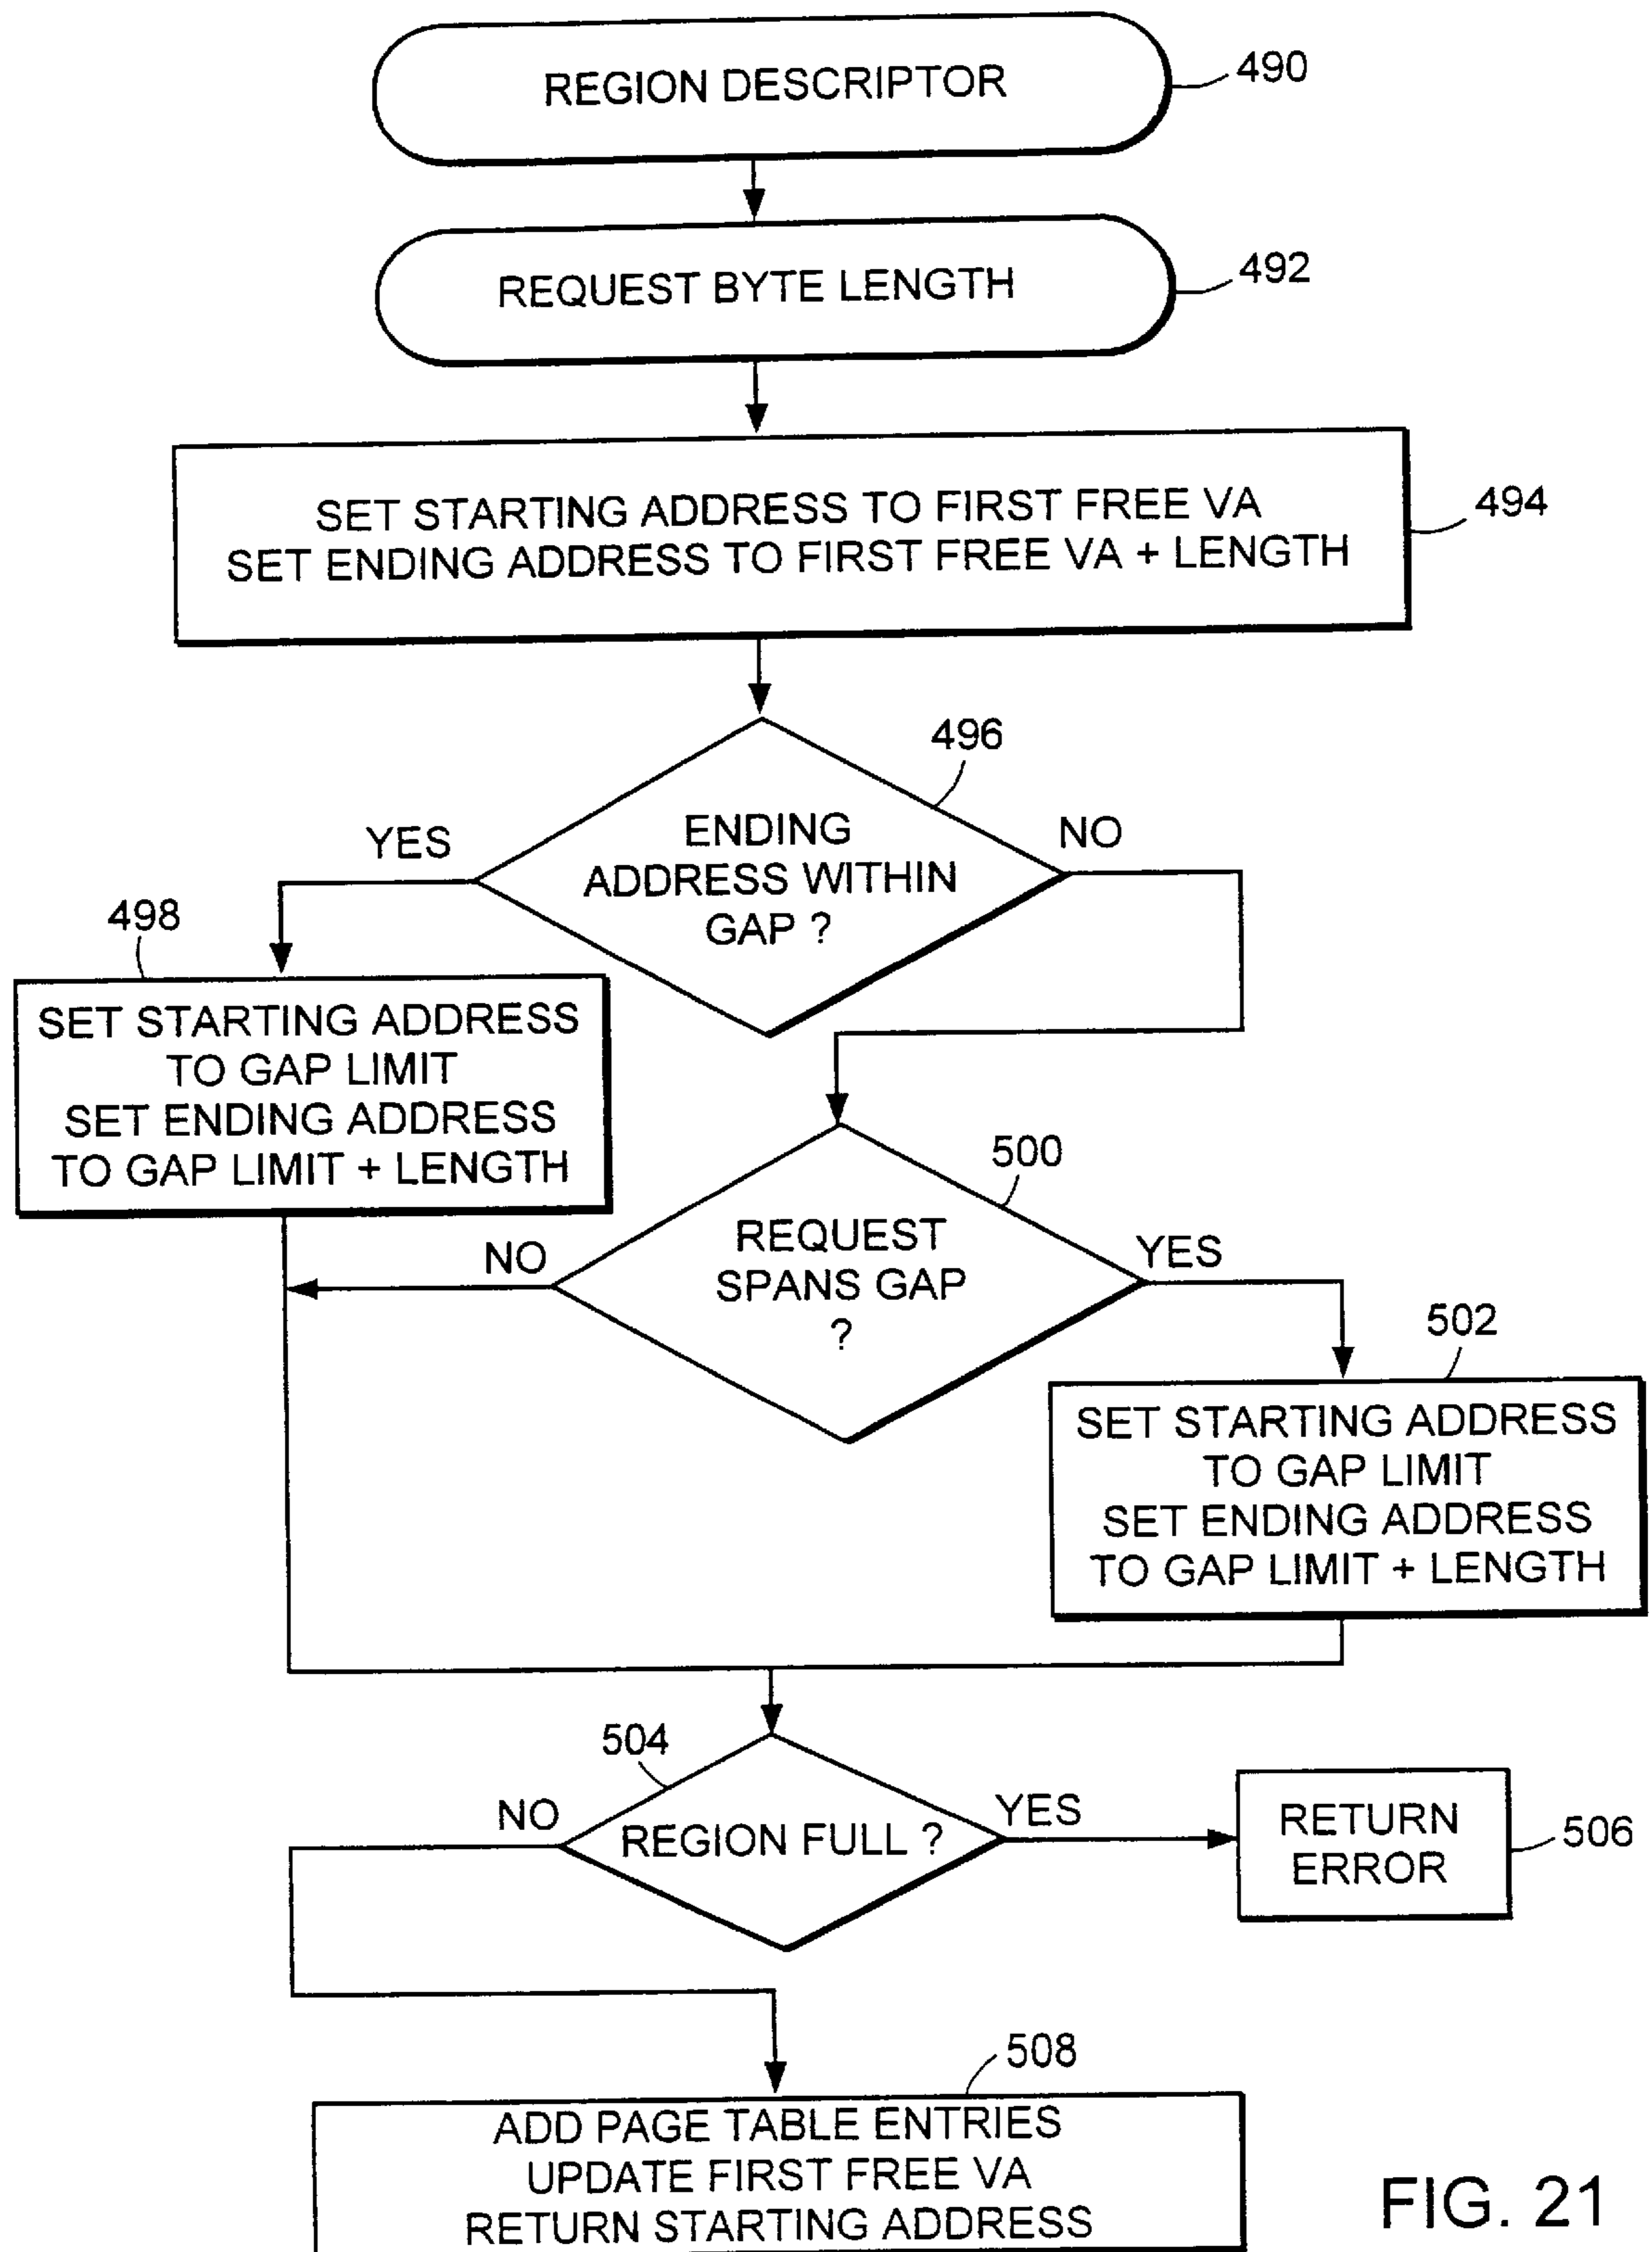 REGION DESCRIPTOR
490
REQUEST BYTE LENGTH
492
SET STARTING ADDRESS TO FIRST FREE VA
SET ENDING ADDRESS TO FIRST FREE VA + LENGTH
494
496
ENDING
ADDRESS WITHIN
GAP ?
YES
NO
498
SET STARTING ADDRESS
TO GAP LIMIT
SET ENDING ADDRESS
TO GAP LIMIT + LENGTH
500
REQUEST
SPANS GAP
?
NO
YES
502
SET STARTING ADDRESS
TO GAP LIMIT
SET ENDING ADDRESS
TO GAP LIMIT + LENGTH
504
REGION FULL ?
NO
YES
RETURN
ERROR
506
508
ADD PAGE TABLE ENTRIES
UPDATE FIRST FREE VA
RETURN STARTING ADDRESS
FIG. 21